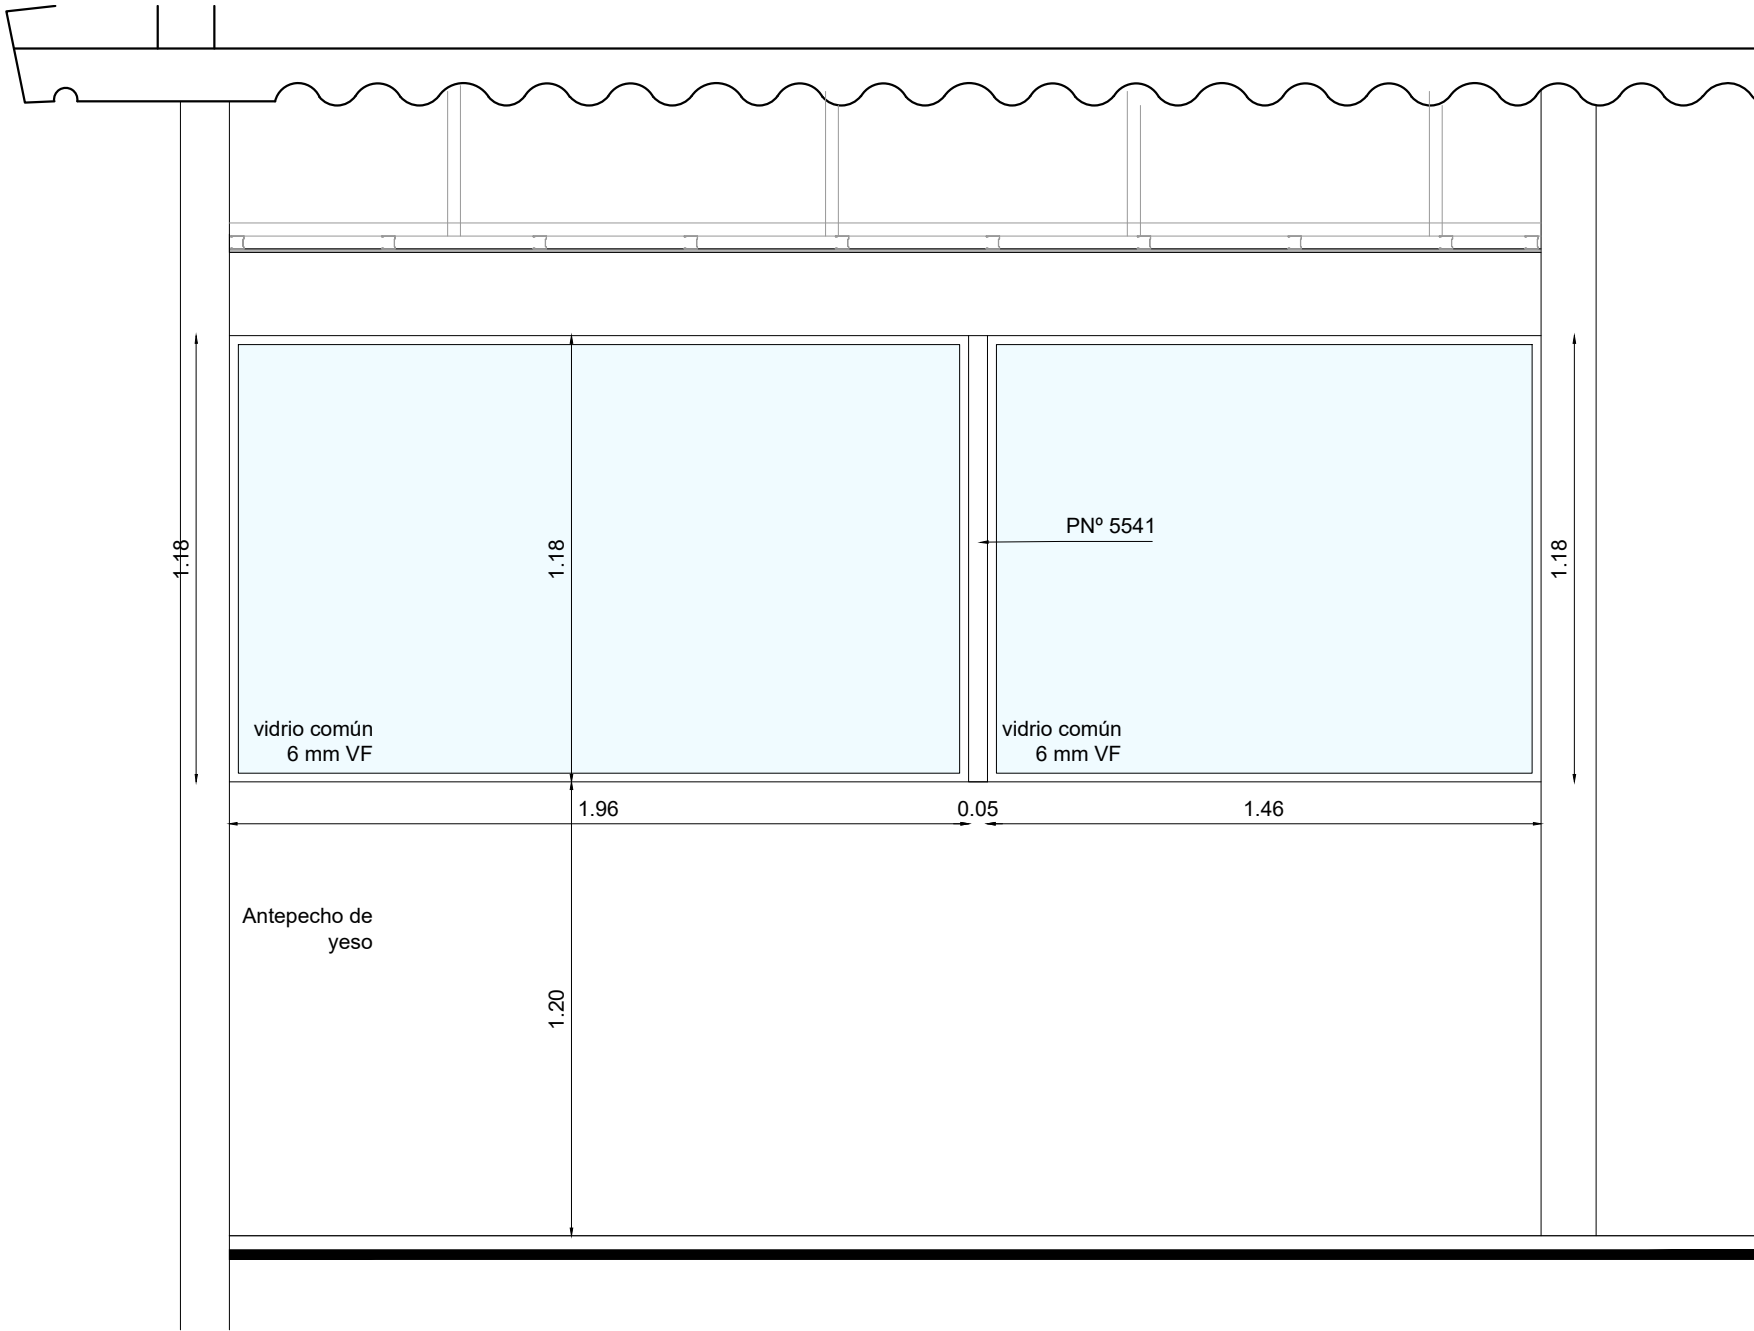 PNº 5541
1.18
1.18
1.18
vidrio común
6 mm VF
vidrio común
6 mm VF
1.96
0.05
1.46
Antepecho de
yeso
1.20